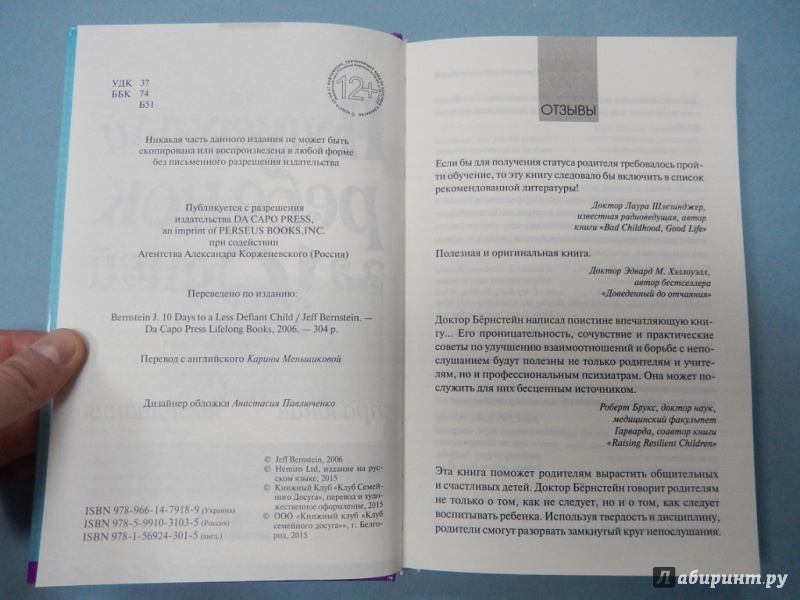 УДК 37
ББК 74
Б51
12+
Никакая часть данного издания не может быть
скопирована или воспроизведена в любой форме
без письменного разрешения издательства
Публикуется с разрешения
издательства DA CAPO PRESS,
an imprint of PERSEUS BOOKS,INC.
при содействии
Агентства Александра Корженевского (Россия)
Переведено по изданию:
Bernstein J. 10 Days to a Less Defiant Child / Jeff Bernstein. —
Da Capo Press Lifelong Books, 2006. — 304 p.
Перевод с английского Карины Меньшиковой
Дизайнер обложки Анастасия Павлюченко
© Jeff Bernstein, 2006
© Hemiro Ltd, издание на рус-
ском языке, 2015
© Книжный Клуб «Клуб Семей-
ного Досуга», перевод и худо-
жественное оформление, 2015
© ООО «Книжный клуб "Клуб
семейного досуга"», г. Белго-
род, 2015
ISBN 978-966-14-7918-9 (Украина)
ISBN 978-5-9910-3103-5 (Россия)
ISBN 978-1-56924-301-5 (англ.)
ОТЗЫВЫ
Если бы для получения статуса родителя требовалось прой-
ти обучение, то эту книгу следовало бы включить в список
рекомендованной литературы!
Доктор Лаура Шлезинджер,
известная радиоведущая, автор
книги «Bad Childhood, Good Life»
Полезная и оригинальная книга.
Доктор Эдвард М. Хэллоуэлл,
автор бестселлера
«Доведенный до отчаяния»
Доктор Бёрнстейн написал поистине впечатляющую кни-
гу... Его проницательность, сочувствие и практические
советы по улучшению взаимоотношений и борьбе с непо-
слушанием будут полезны не только родителям и учите-
лям, но и профессиональным психиатрам. Она может по-
служить для них бесценным источником.
Роберт Брукс, доктор наук,
медицинский факультет
Гарварда, соавтор книги
«Raising Resilient Children»
Эта книга поможет родителям вырастить общительных
и счастливых детей. Доктор Бёрнстейн говорит родителям
не только о том, как не следует, но и о том, как следует
воспитывать ребенка. Используя твердость и дисциплину,
родители смогут разорвать замкнутый круг непослушания.
Лабиринт.ру